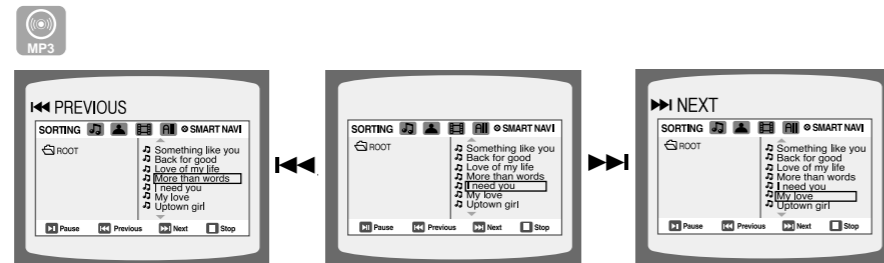 MP3
PREVIOUS
SORTING All SMART NAVI
ROOT
Something like you
Back for good
Love of my life
More than words
I need you
My love
Uptown girl
Pause Previous Next Stop
SORTING All SMART NAVI
ROOT
Something like you
Back for good
Love of my life
More than words
I need you
My love
Uptown girl
Pause Previous Next Stop
NEXT
SORTING All SMART NAVI
ROOT
Something like you
Back for good
Love of my life
More than words
I need you
My love
Uptown girl
Pause Previous Next Stop